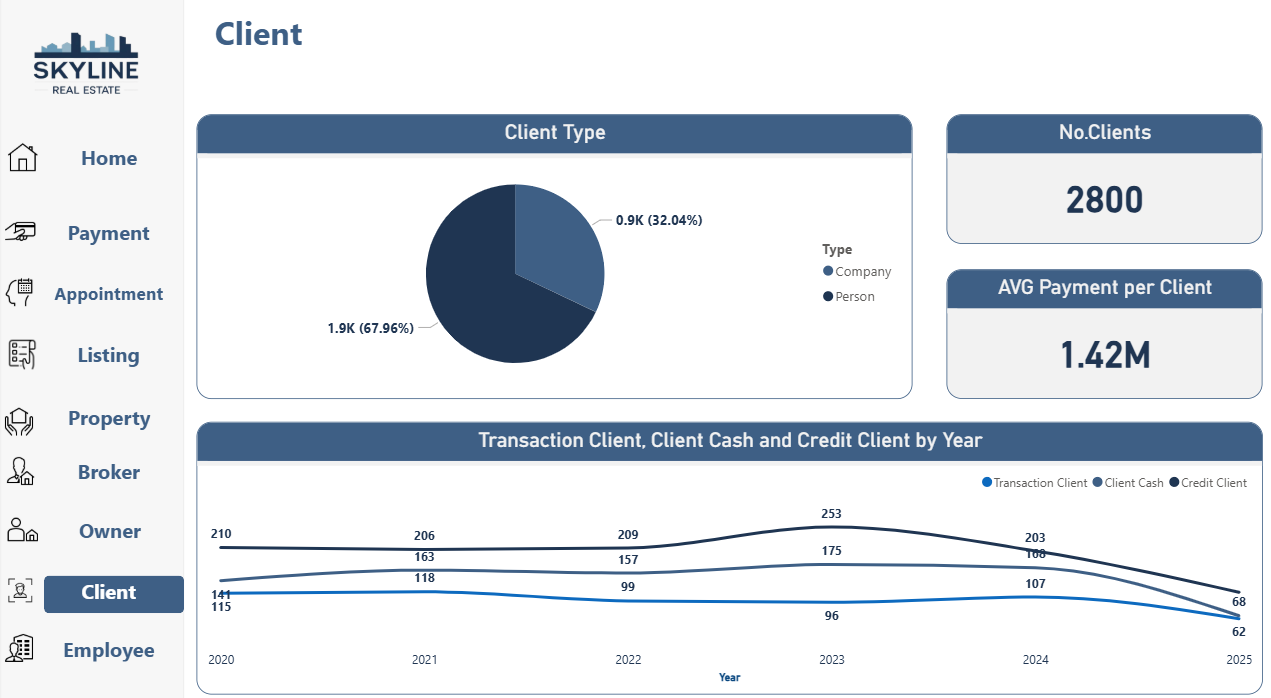 SKYLINE
REAL ESTATE
Home
Payment
Appointment
Listing
Property
Broker
Owner
Client
Employee
Client
Client Type
0.9K (32.04%)
1.9K (67.96%)
Type
Company
Person
No.Clients
2800
AVG Payment per Client
1.42M
Transaction Client, Client Cash and Credit Client by Year
Transaction Client Client Cash Credit Client
210 206 209 253 203 68
141 163 157 175 168
115 118 99 96 107 62
2020 2021 2022 2023 2024 2025
Year